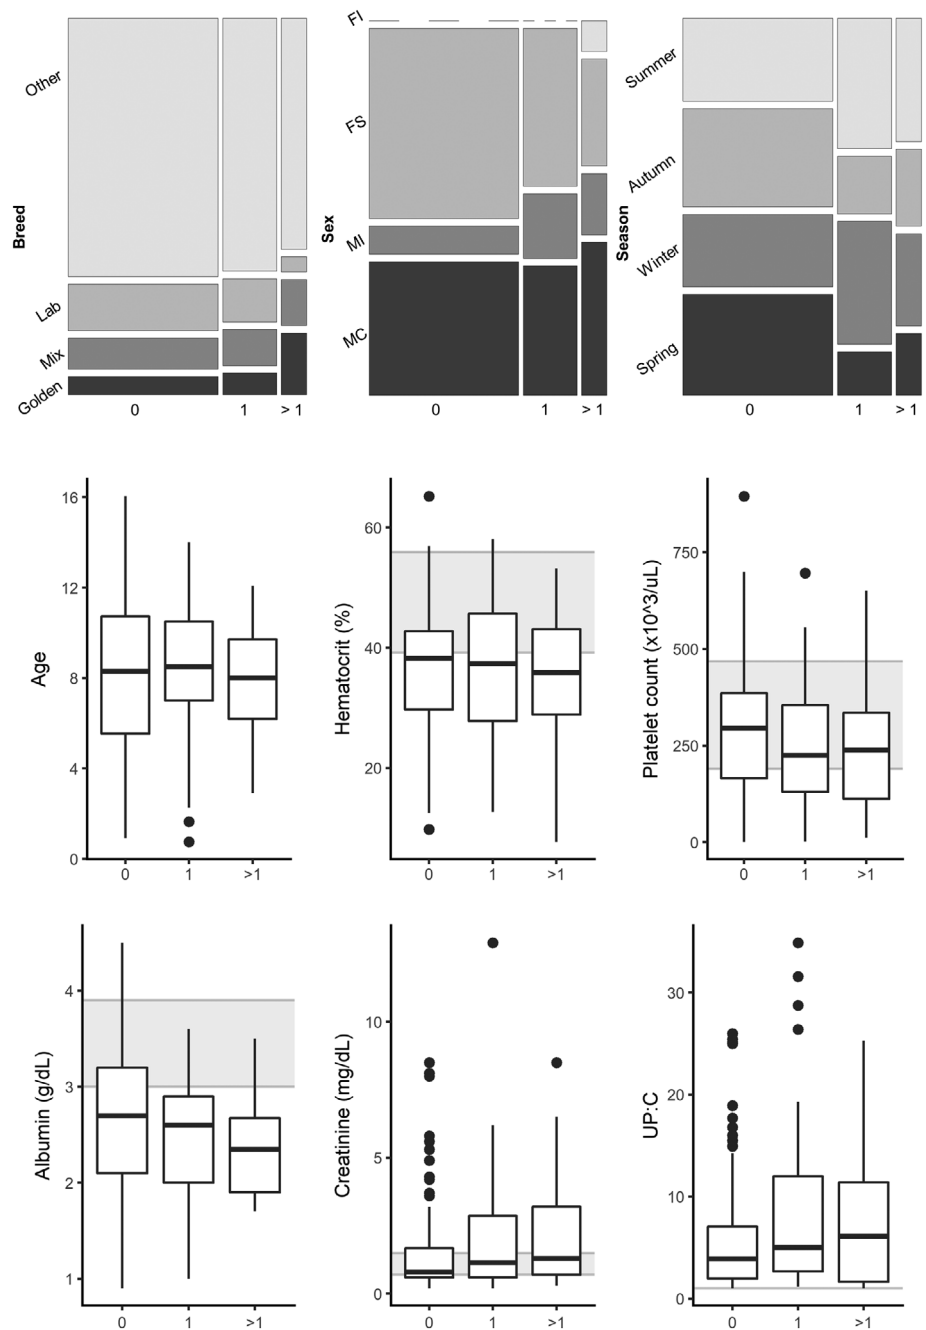 Breed
Other
Lab
Mix
Golden
0 1 > 1
Sex
FI
FS
MI
MC
0 1 > 1
Season
Summer
Autumn
Winter
Spring
0 1 > 1
Age
16
12
8
4
0
0 1 >1
Hematocrit (%)
60
40
20
0 1 >1
Platelet count (x10^3/uL)
750
500
250
0
0 1 >1
Albumin (g/dL)
4
3
2
1
0 1 >1
Creatinine (mg/dL)
10
5
0
0 1 >1
UP:C
30
20
10
0
0 1 >1